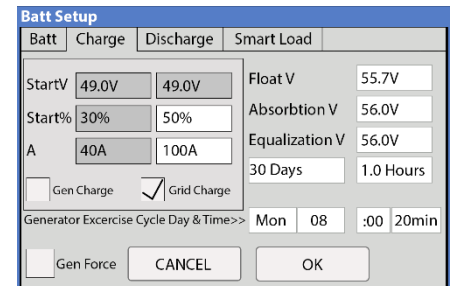 Batt Setup
Batt Charge Discharge Smart Load
StartV 49.0V 49.0V Float V 55.7V
Start% 30% 50% Absorbtion V 56.0V
A 40A 100A Equalization V 56.0V
30 Days 1.0 Hours
Gen Charge Grid Charge
Generator Excercise Cycle Day & Time>> Mon 08 :00 20min
Gen Force CANCEL OK